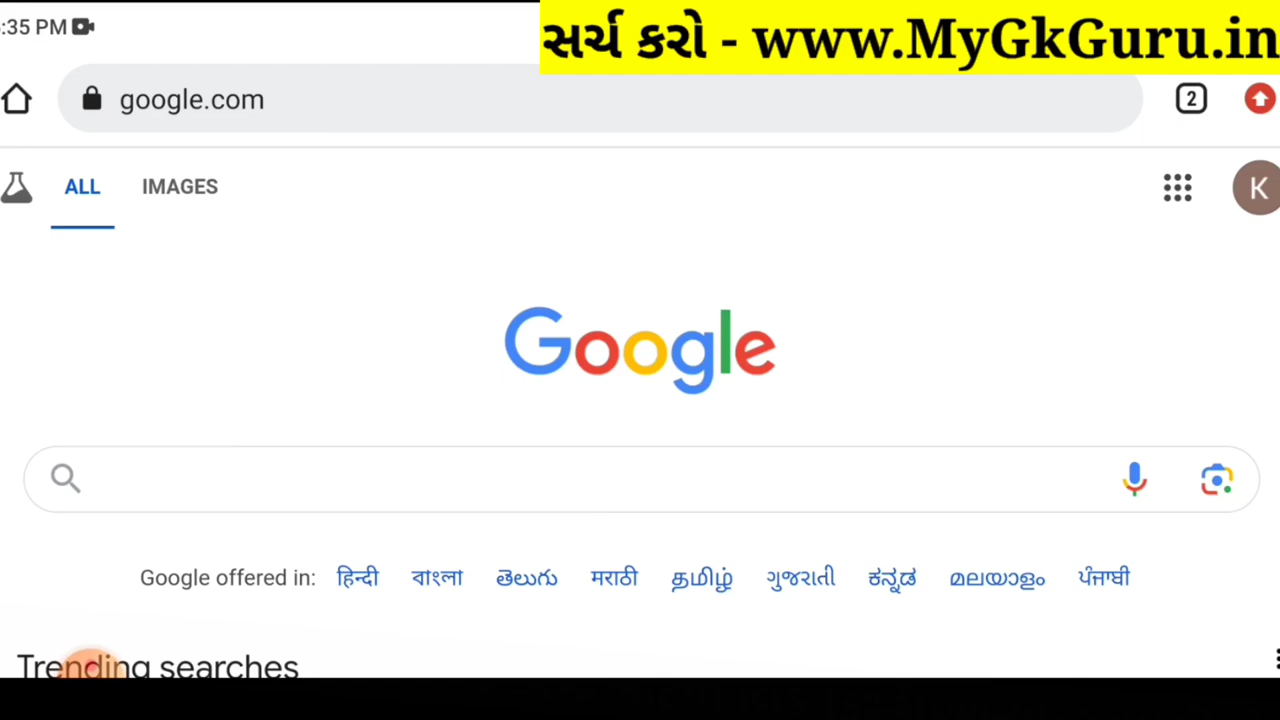 :35 PM
સર્ચ કરો - www.MyGkGuru.in
google.com
2
ALL IMAGES
K
Google
Google offered in: हिन्दी বাংলা తెలుగు मराठी தமிழ் ગુજરાતી ಕನ್ನಡ മലയാളം ਪੰਜਾਬੀ
Trending searches